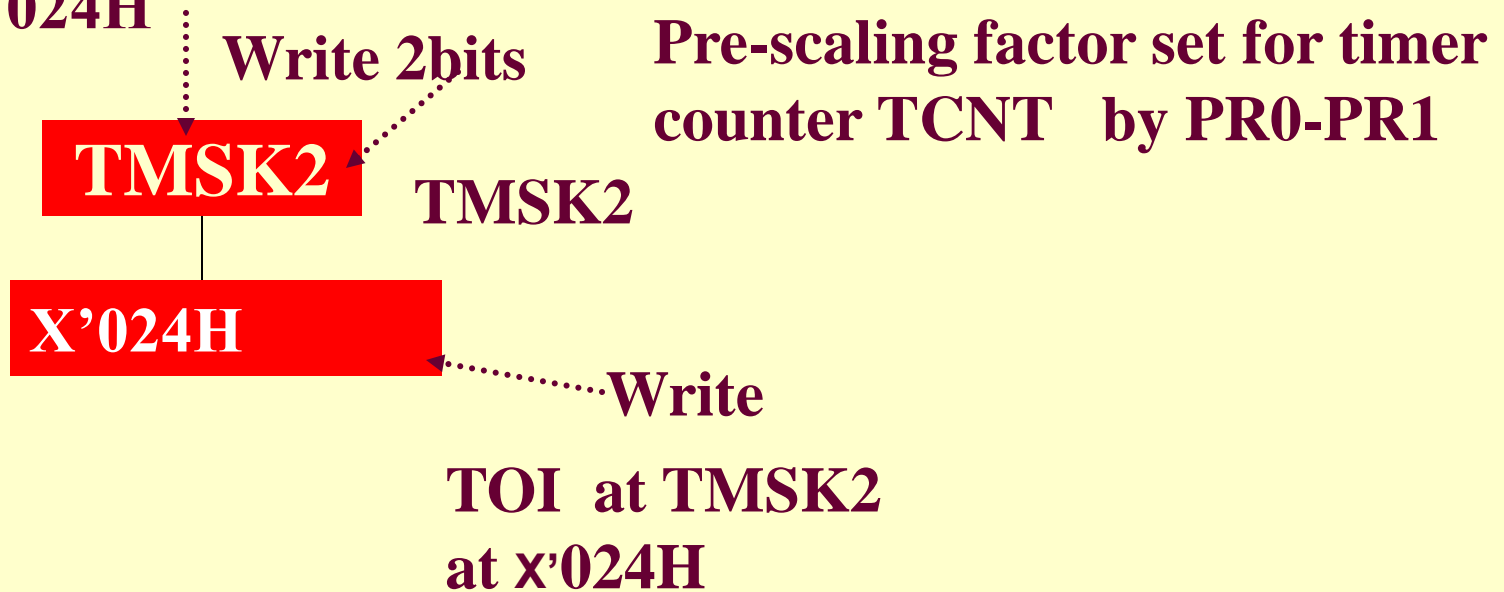 024H
Write 2bits
Pre-scaling factor set for timer
counter TCNT by PR0-PR1
TMSK2
TMSK2
X’024H
Write
TOI at TMSK2
at X’024H